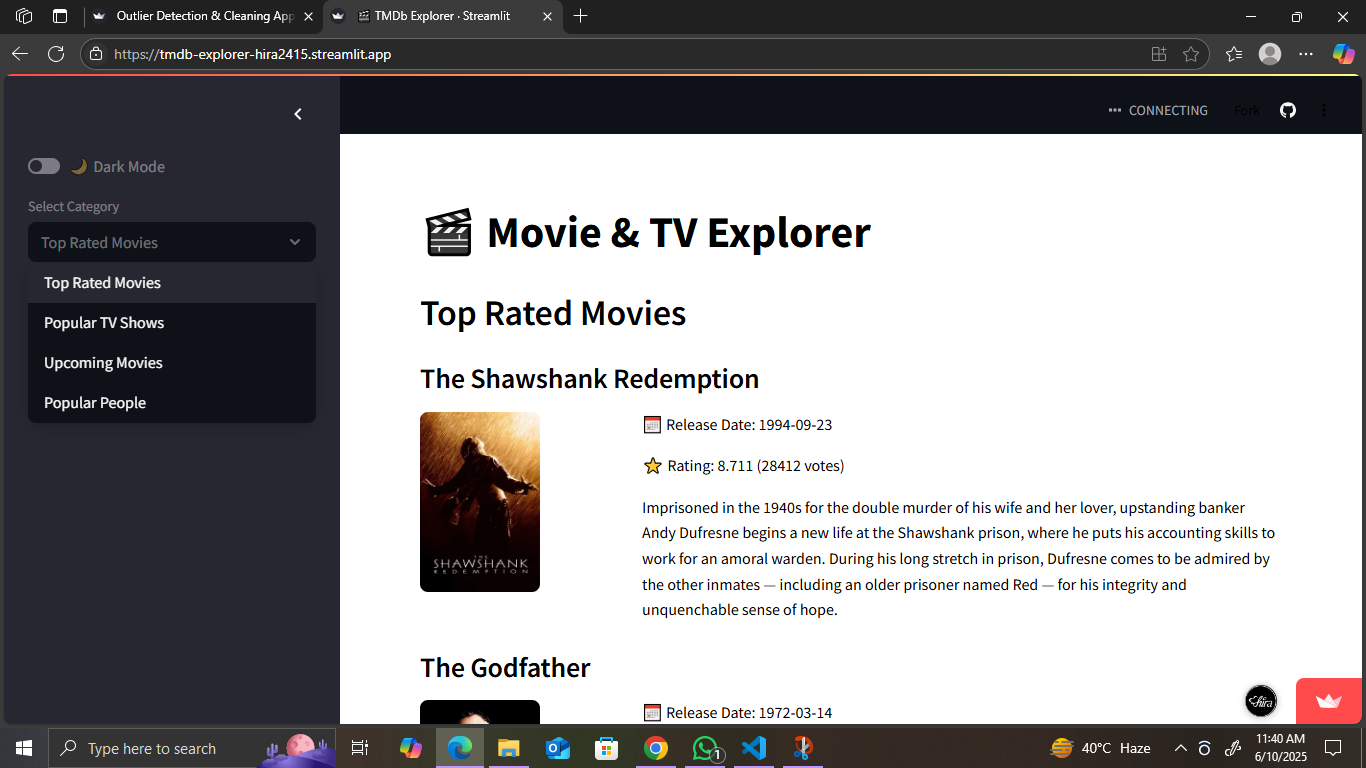 Outlier Detection & Cleaning App
TMDb Explorer · Streamlit
https://tmdb-explorer-hira2415.streamlit.app
CONNECTING
Fork
Dark Mode
Select Category
Top Rated Movies
Top Rated Movies
Popular TV Shows
Upcoming Movies
Popular People
Movie & TV Explorer
Top Rated Movies
The Shawshank Redemption
THE
SHAWSHANK
REDEMPTION
Release Date: 1994-09-23
Rating: 8.711 (28412 votes)
Imprisoned in the 1940s for the double murder of his wife and her lover, upstanding banker
Andy Dufresne begins a new life at the Shawshank prison, where he puts his accounting skills to
work for an amoral warden. During his long stretch in prison, Dufresne comes to be admired by
the other inmates — including an older prisoner named Red — for his integrity and
unquenchable sense of hope.
The Godfather
Release Date: 1972-03-14
Type here to search
1
40°C Haze
11:40 AM
6/10/2025